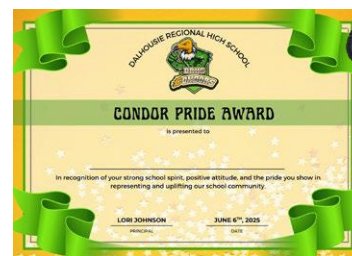 DALHOUSIE REGIONAL HIGH SCHOOL
CONDOR PRIDE AWARD
is presented to
In recognition of your strong school spirit, positive attitude, and the pride you show in
representing and uplifting our school community.
LORI JOHNSON
JUNE 6TH, 2025
PRINCIPAL
DATE